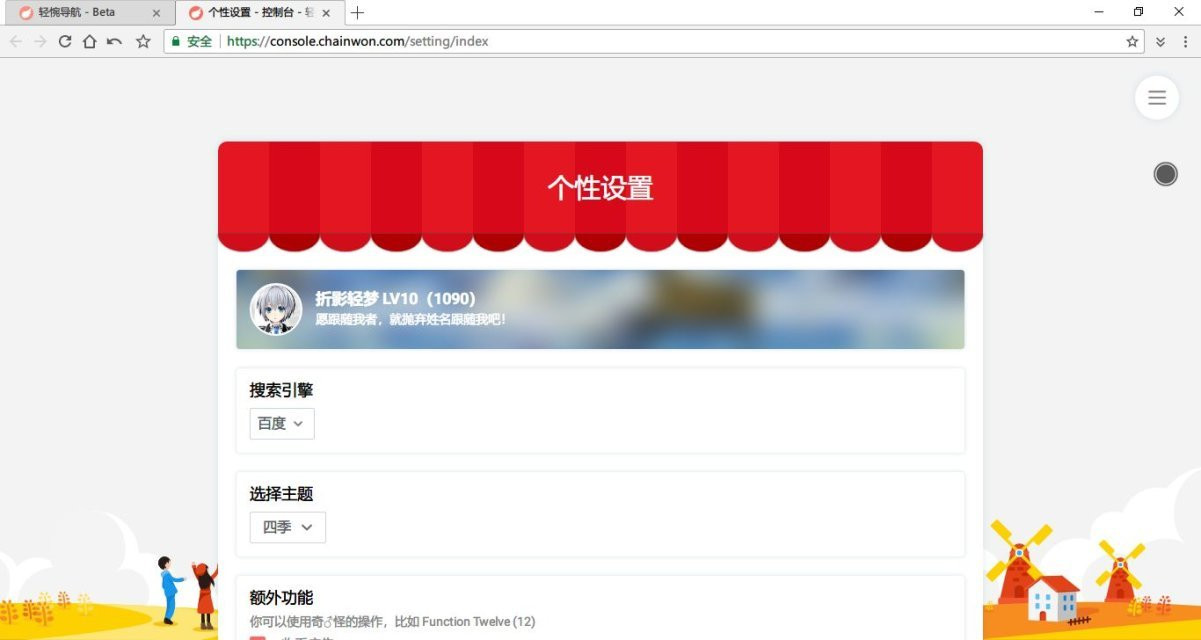 轻惋导航 - Beta
个性设置 - 控制台 - 轻
安全 https://console.chainwon.com/setting/index
个性设置
折影轻梦 LV10（1090）
愿跟随我者，就抛弃姓名跟随我吧！
搜索引擎
百度
选择主题
四季
额外功能
你可以使用奇♂怪的操作，比如 Function Twelve (12)